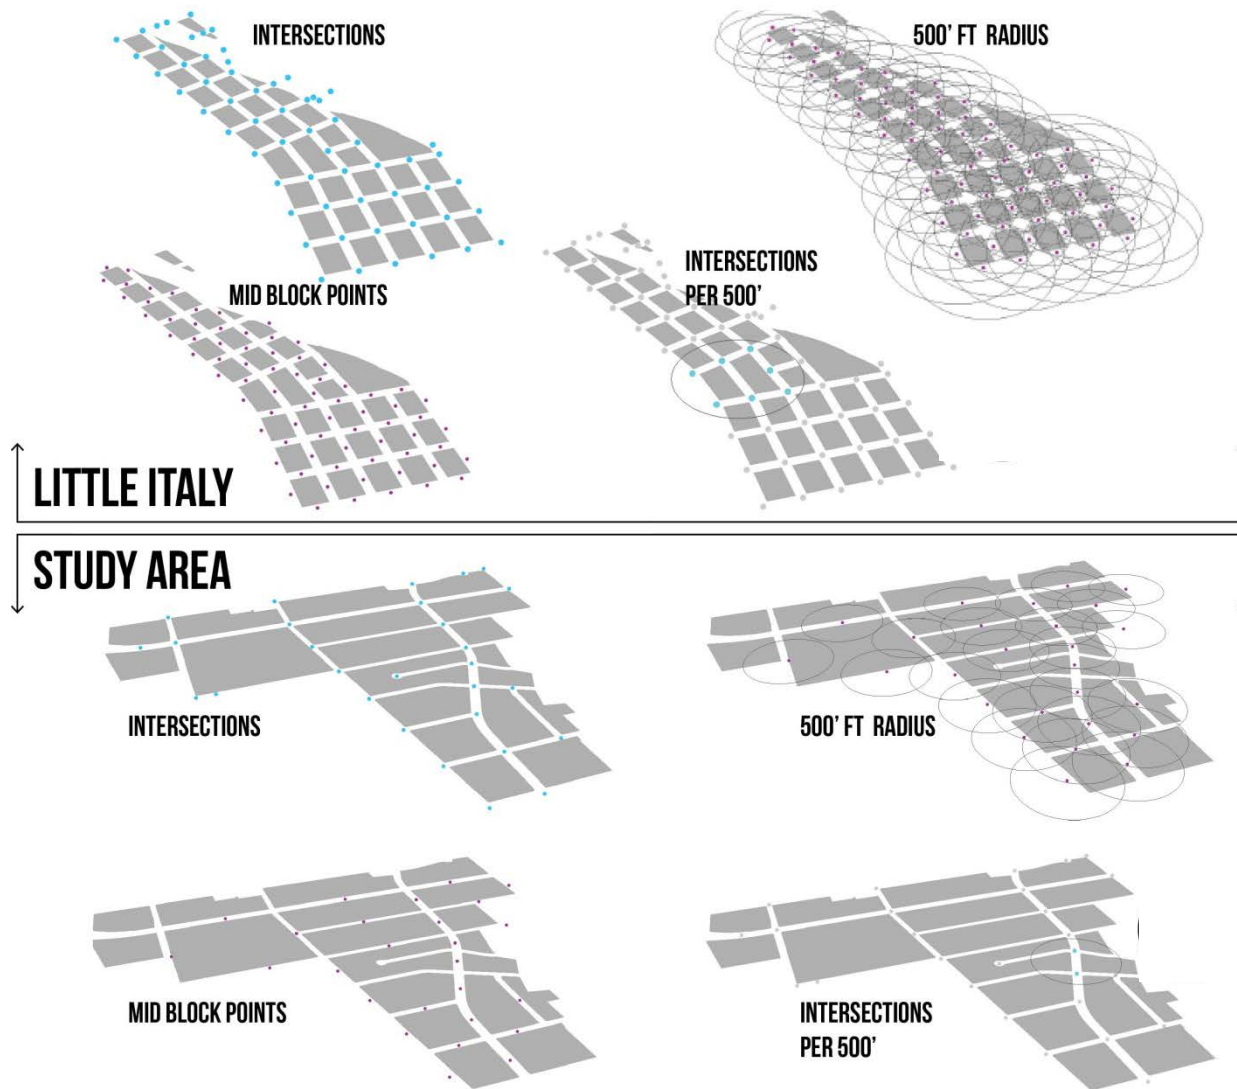 INTERSECTIONS
500' FT RADIUS
MID BLOCK POINTS
INTERSECTIONS
PER 500'
LITTLE ITALY
STUDY AREA
INTERSECTIONS
500' FT RADIUS
MID BLOCK POINTS
INTERSECTIONS
PER 500'